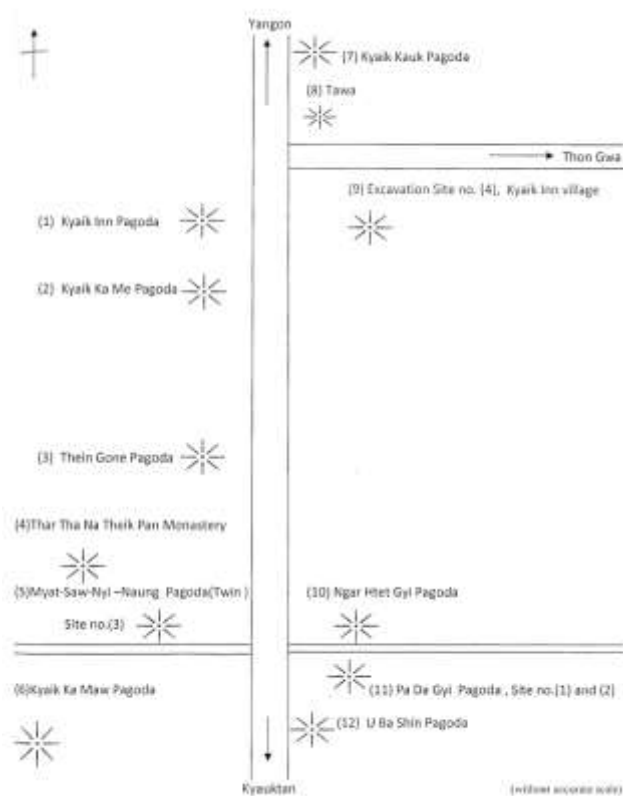 Yangon
(7) Kyaik Kauk Pagoda
(8) Tawa
Thon Gwa
(9) Excavation Site no. (4), Kyaik Inn village
(1) Kyaik Inn Pagoda
(2) Kyaik Ka Me Pagoda
(3) Thein Gone Pagoda
(4)Thar Tha Na Theik Pan Monastery
(5)Myat-Saw-Nyi –Naung Pagoda(Twin )
Site no.(3)
(10) Ngar Htet Gyi Pagoda
(6)Kyaik Ka Maw Pagoda
(11) Pa Da Gyi Pagoda , Site no.(1) and (2)
(12) U Ba Shin Pagoda
Kyauktan
(without accurate scale)